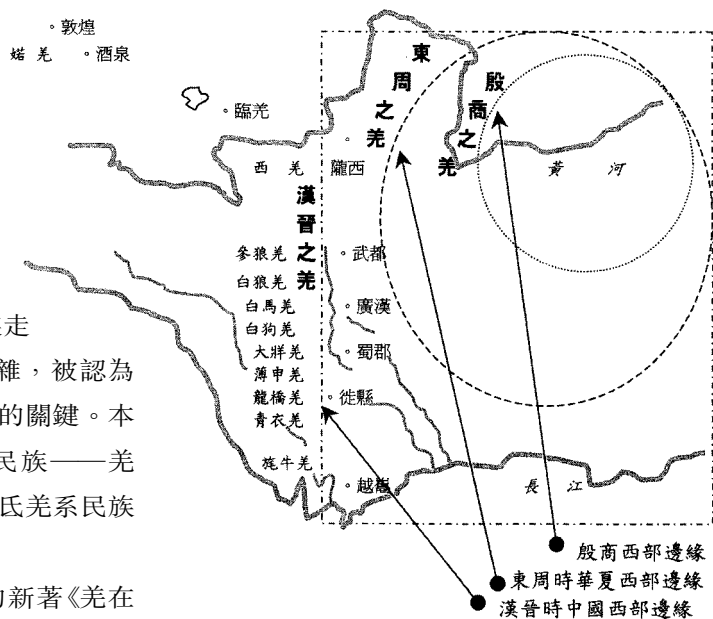 敦煌
婼羌
酒泉
臨羌
東周之羌
殷商之羌
西羌
隴西
黃河
漢晉之羌
參狼羌
武都
白狼羌
白馬羌
廣漢
白狗羌
大牂羌
蜀郡
薄申羌
龍橋羌
徙縣
青衣羌
旄牛羌
越巂
長江
殷商西部邊緣
東周時華夏西部邊緣
漢晉時中國西部邊緣
走
雜，被認為
的關鍵。本
民族——羌
氐羌系民族
新著《羌在